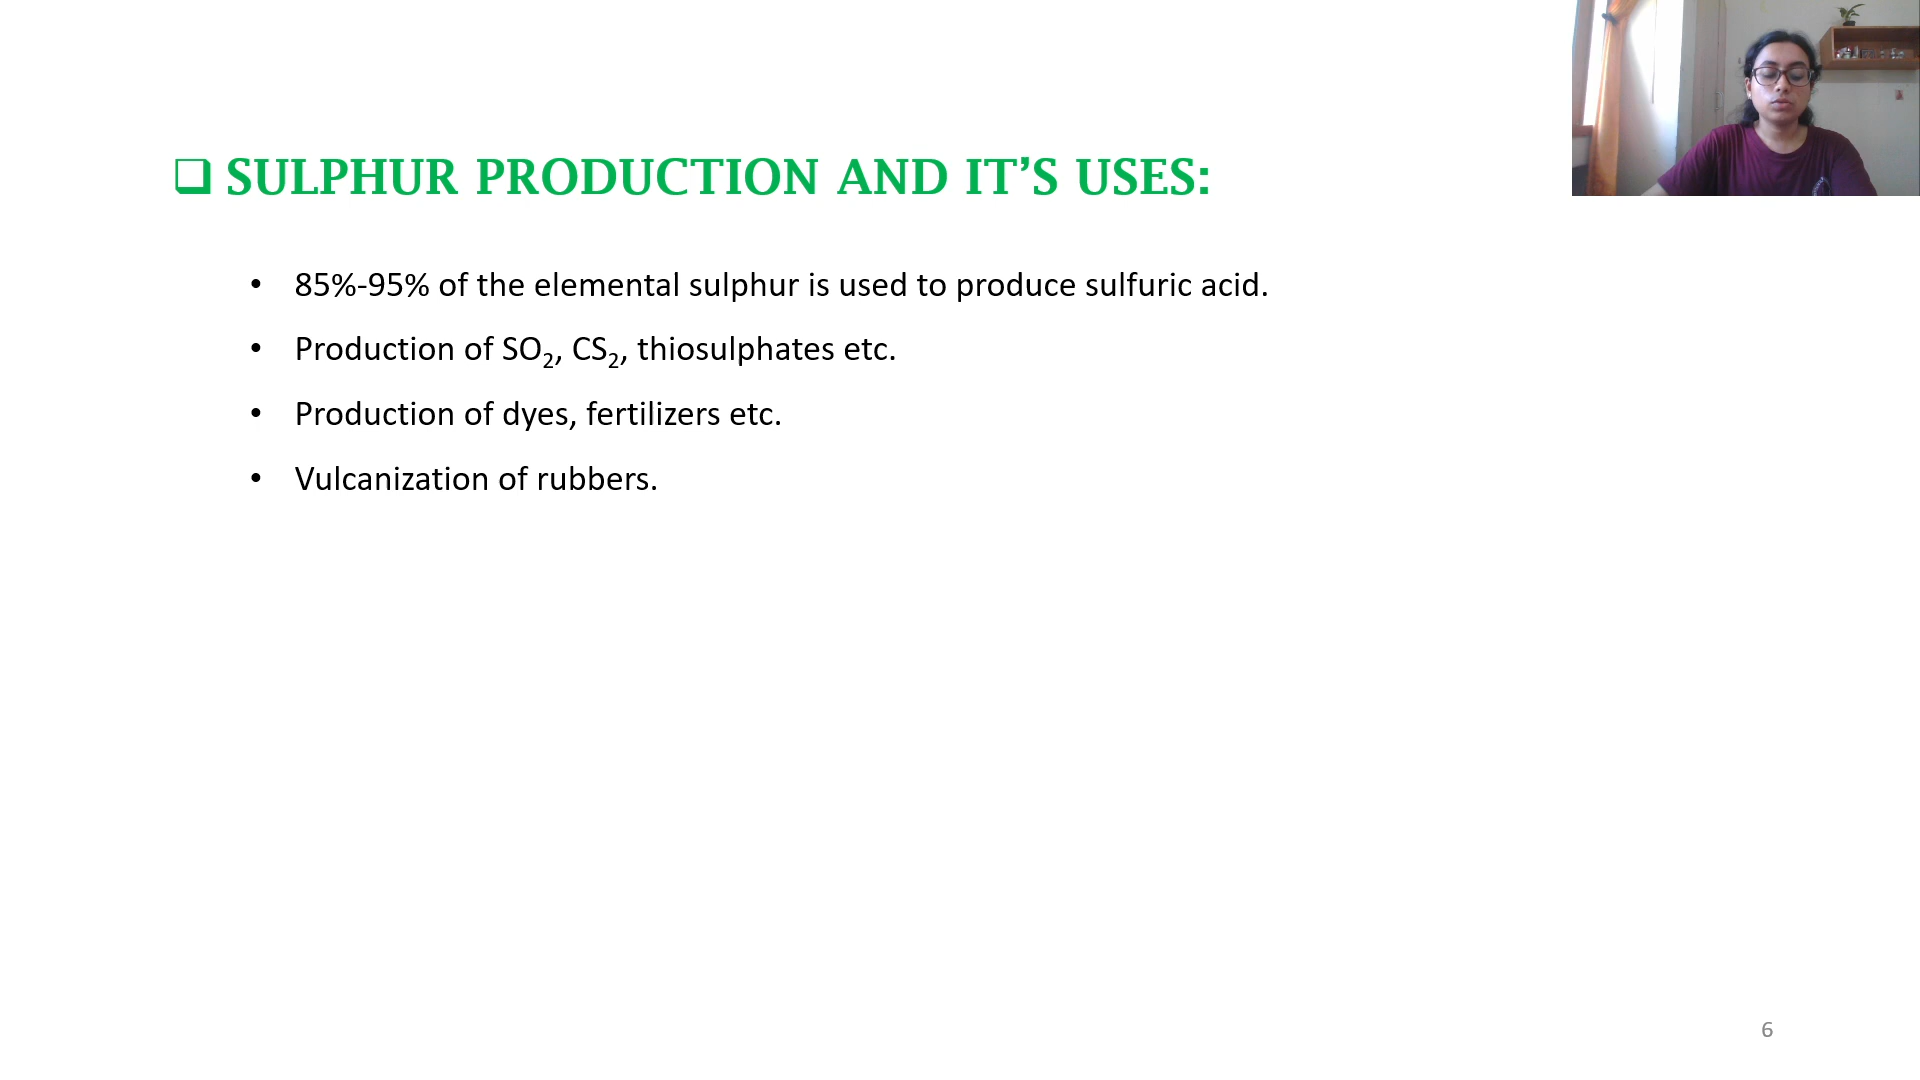 ❑ SULPHUR PRODUCTION AND IT’S USES:
• 85%-95% of the elemental sulphur is used to produce sulfuric acid.
• Production of SO₂, CS₂, thiosulphates etc.
• Production of dyes, fertilizers etc.
• Vulcanization of rubbers.
6